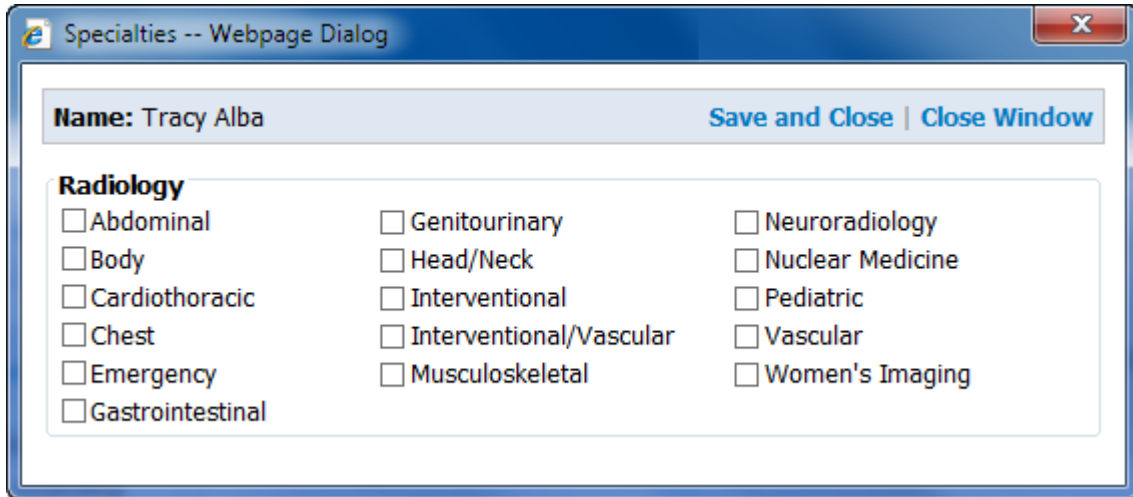 Specialties -- Webpage Dialog
x
Name: Tracy Alba
Save and Close | Close Window
Radiology
Abdominal
Body
Cardiothoracic
Chest
Emergency
Gastrointestinal
Genitourinary
Head/Neck
Interventional
Interventional/Vascular
Musculoskeletal
Neuroradiology
Nuclear Medicine
Pediatric
Vascular
Women's Imaging